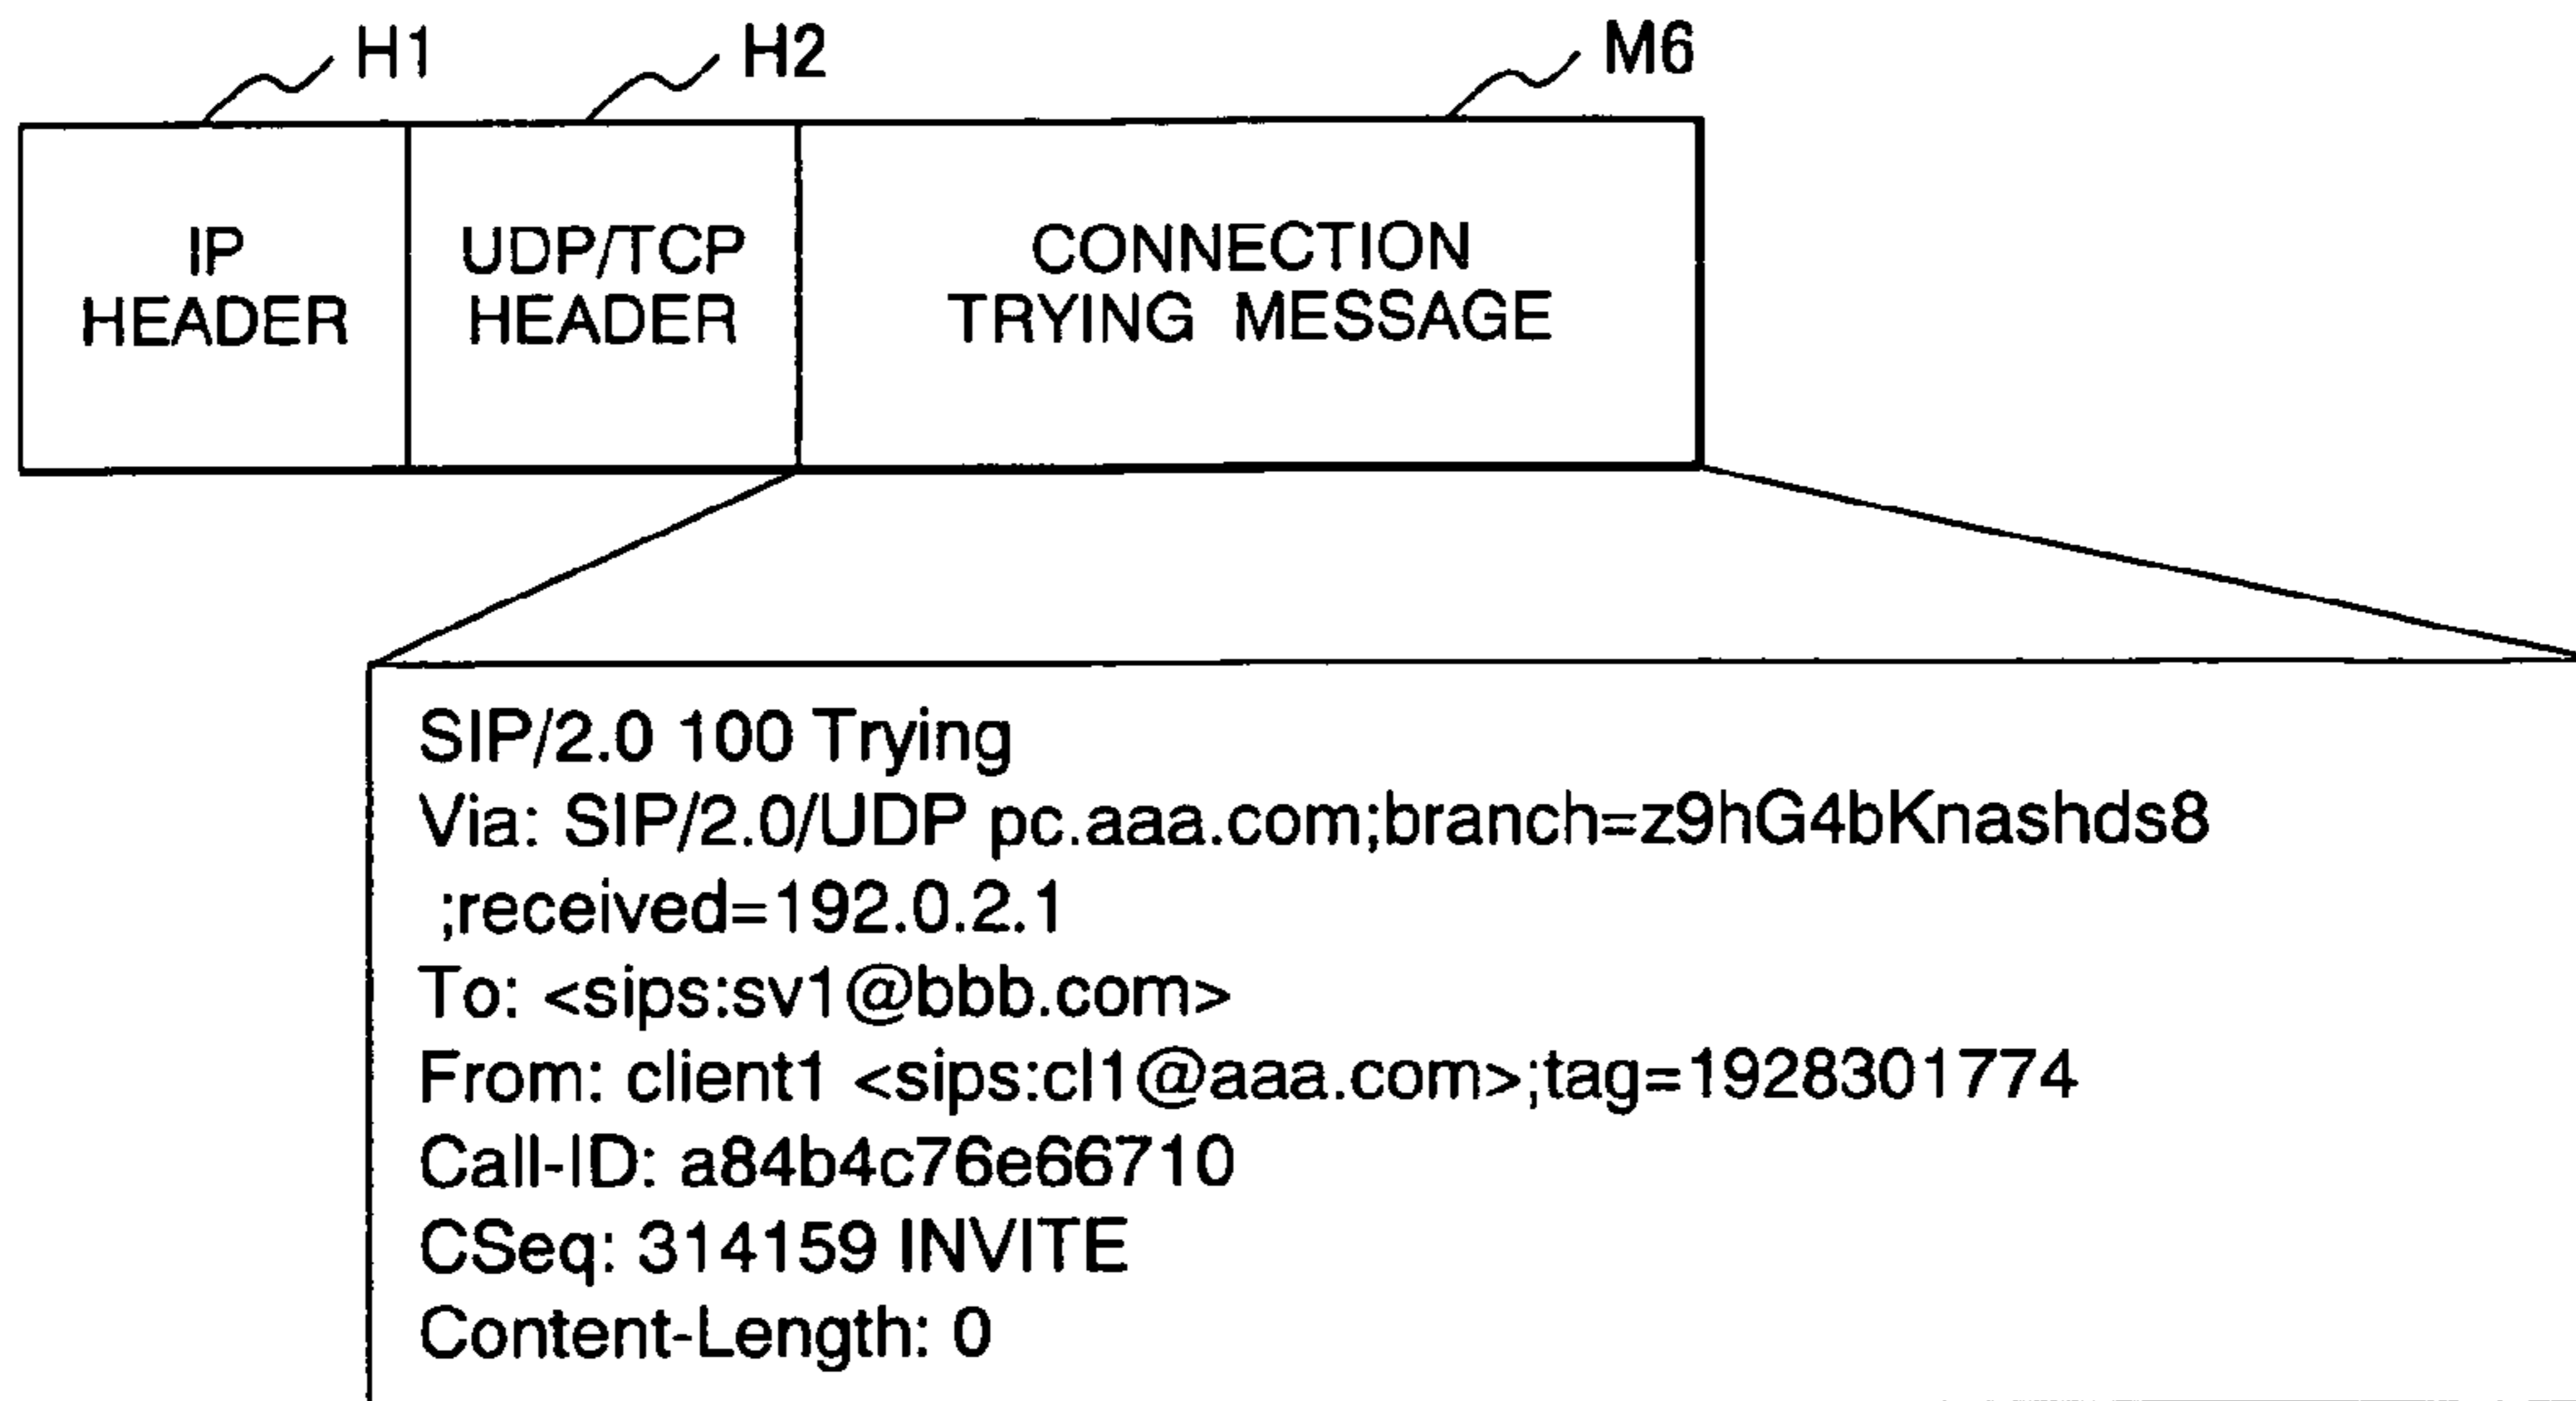 H1
H2
M6
IP
HEADER
UDP/TCP
HEADER
CONNECTION
TRYING MESSAGE
SIP/2.0 100 Trying
Via: SIP/2.0/UDP pc.aaa.com;branch=z9hG4bKnashds8
;received=192.0.2.1
To: <sips:sv1@bbb.com>
From: client1 <sips:cl1@aaa.com>;tag=1928301774
Call-ID: a84b4c76e66710
CSeq: 314159 INVITE
Content-Length: 0